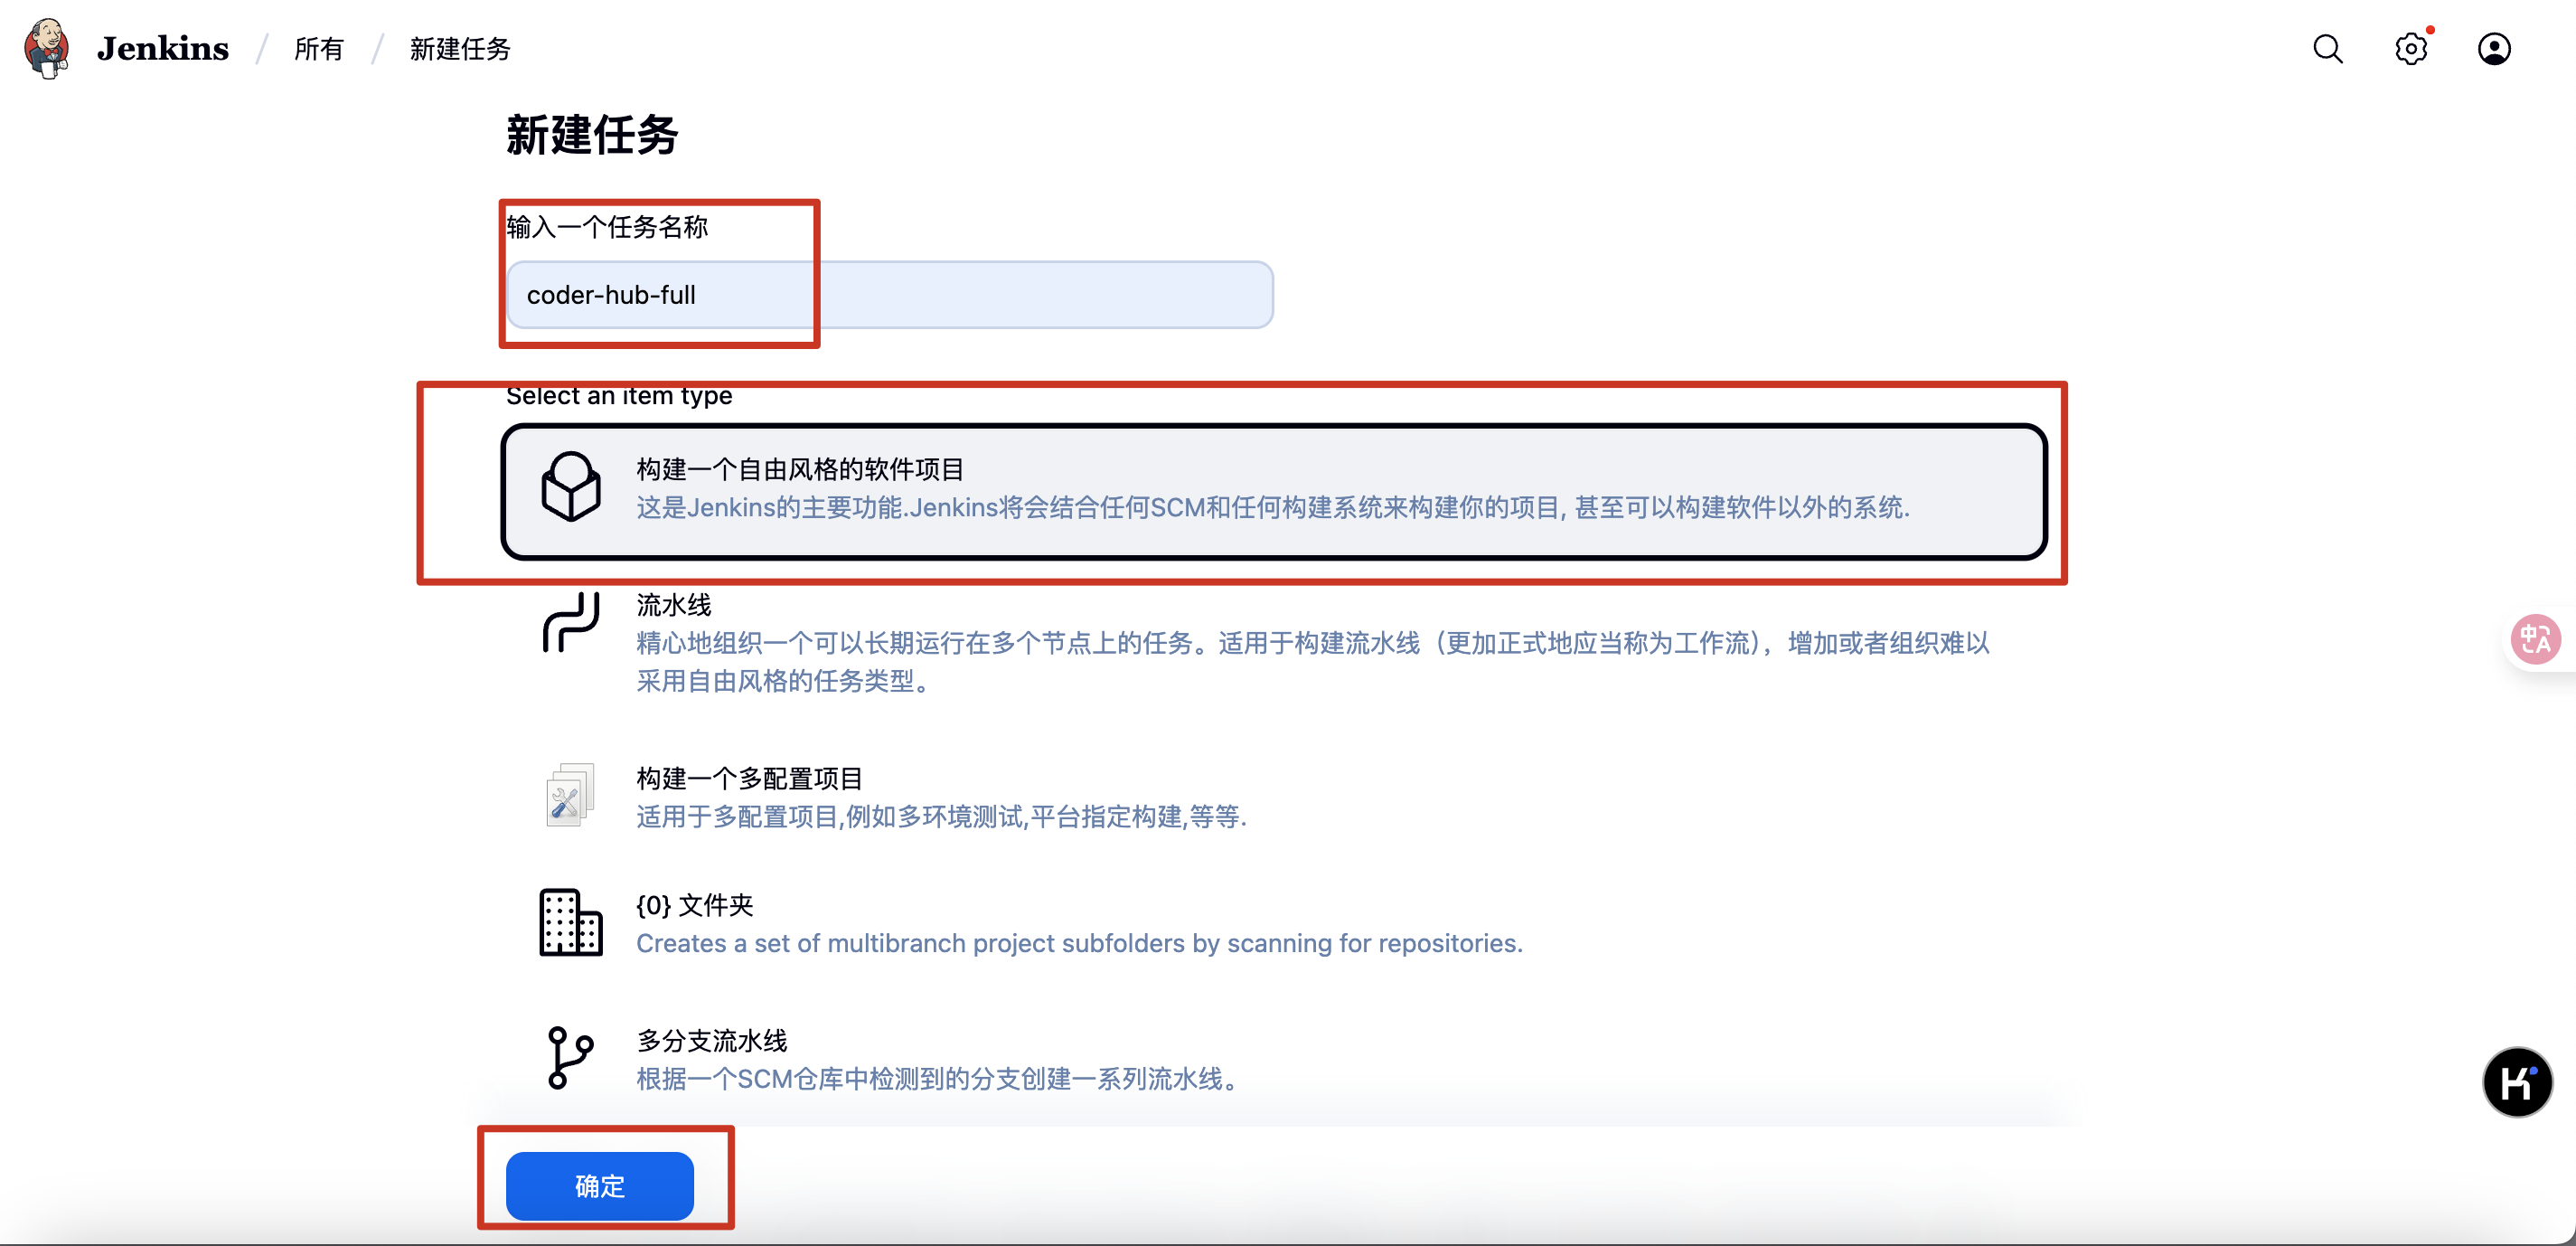 Jenkins / 所有 / 新建任务
新建任务
输入一个任务名称
coder-hub-full
Select an item type
构建一个自由风格的软件项目
这是Jenkins的主要功能.Jenkins将会结合任何SCM和任何构建系统来构建你的项目, 甚至可以构建软件以外的系统.
流水线
精心地组织一个可以长期运行在多个节点上的任务。适用于构建流水线（更加正式地应当称为工作流），增加或者组织难以
采用自由风格的任务类型。
构建一个多配置项目
适用于多配置项目,例如多环境测试,平台指定构建,等等.
{0} 文件夹
Creates a set of multibranch project subfolders by scanning for repositories.
多分支流水线
根据一个SCM仓库中检测到的分支创建一系列流水线。
确定
中A
K